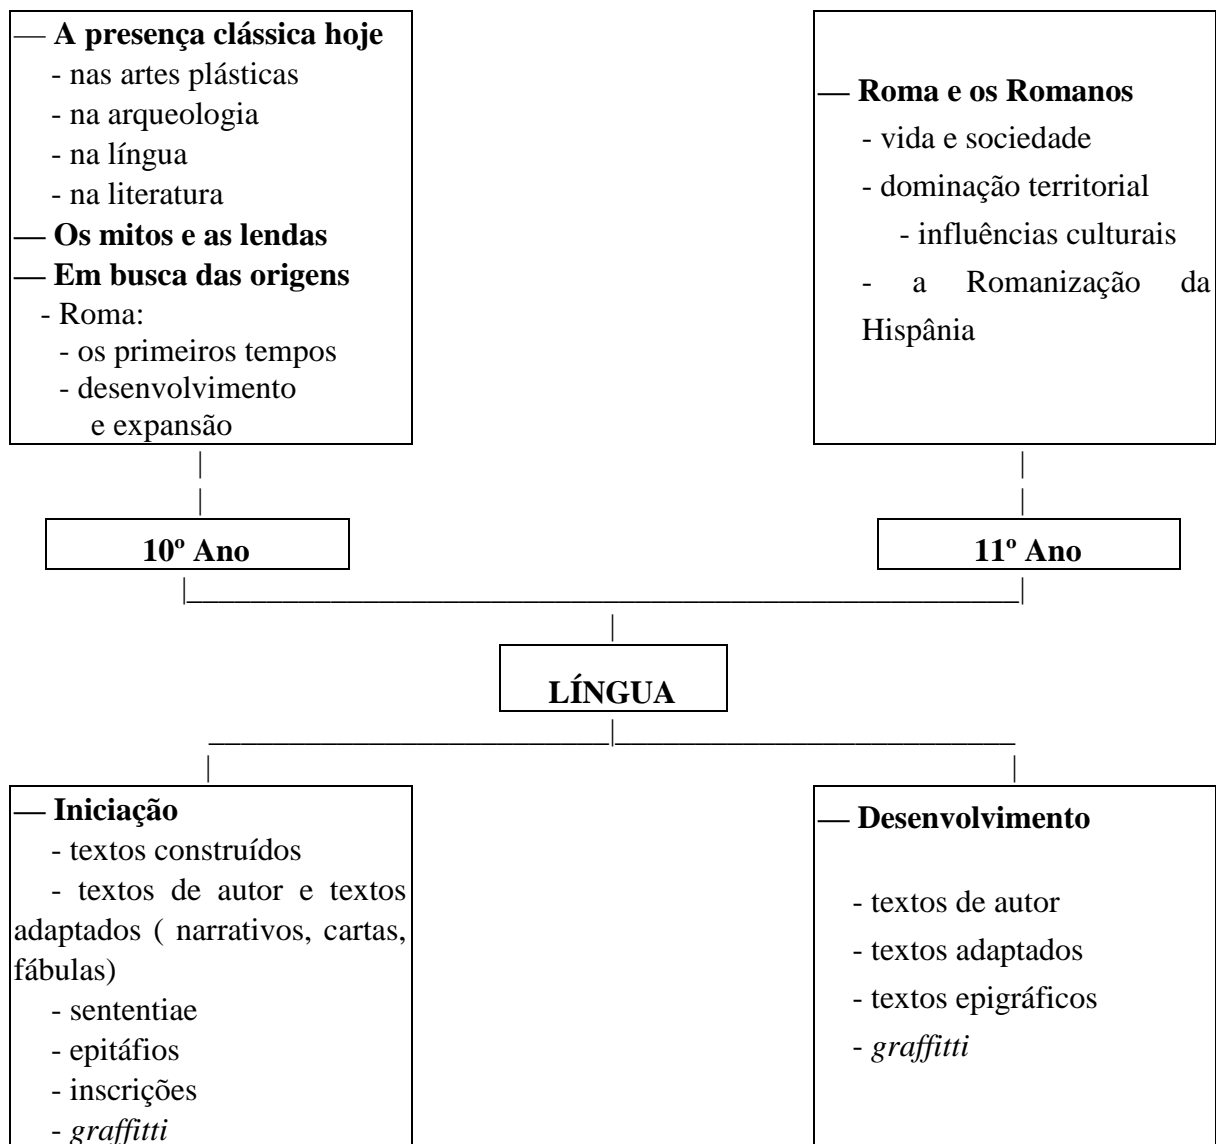 — A presença clássica hoje
- nas artes plásticas
- na arqueologia
- na língua
- na literatura
— Os mitos e as lendas
— Em busca das origens
- Roma:
- os primeiros tempos
- desenvolvimento
e expansão
— Roma e os Romanos
- vida e sociedade
- dominação territorial
- influências culturais
- a Romanização da
Hispânia
10º Ano
11º Ano
LÍNGUA
— Iniciação
- textos construídos
- textos de autor e textos
adaptados ( narrativos, cartas,
fábulas)
- sententiae
- epitáfios
- inscrições
- graffitti
— Desenvolvimento
- textos de autor
- textos adaptados
- textos epigráficos
- graffitti